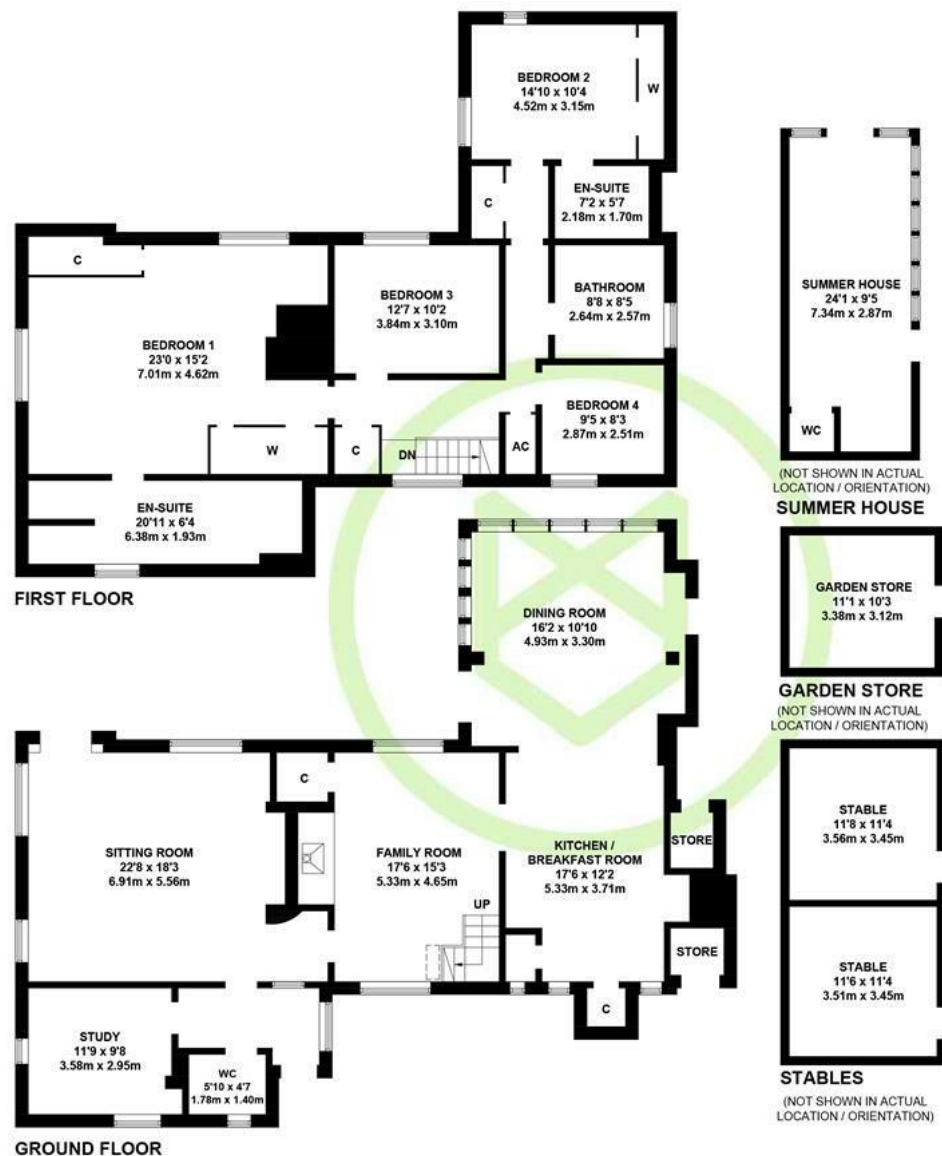 BEDROOM 2
14'10 x 10'4
4.52m x 3.15m
W
C
EN-SUITE
7'2 x 5'7
2.18m x 1.70m
C
BEDROOM 1
23'0 x 15'2
7.01m x 4.62m
BEDROOM 3
12'7 x 10'2
3.84m x 3.10m
BATHROOM
8'8 x 8'5
2.64m x 2.57m
BEDROOM 4
9'5 x 8'3
2.87m x 2.51m
W
C
DN
AC
EN-SUITE
20'11 x 6'4
6.38m x 1.93m
FIRST FLOOR
SUMMER HOUSE
24'1 x 9'5
7.34m x 2.87m
WC
(NOT SHOWN IN ACTUAL
LOCATION / ORIENTATION)
SUMMER HOUSE
DINING ROOM
16'2 x 10'10
4.93m x 3.30m
GARDEN STORE
11'1 x 10'3
3.38m x 3.12m
GARDEN STORE
(NOT SHOWN IN ACTUAL
LOCATION / ORIENTATION)
C
SITTING ROOM
22'8 x 18'3
6.91m x 5.56m
FAMILY ROOM
17'6 x 15'3
5.33m x 4.65m
UP
KITCHEN /
BREAKFAST ROOM
17'6 x 12'2
5.33m x 3.71m
STORE
STORE
C
STUDY
11'9 x 9'8
3.58m x 2.95m
WC
5'10 x 4'7
1.78m x 1.40m
GROUND FLOOR
STABLE
11'8 x 11'4
3.56m x 3.45m
STABLE
11'6 x 11'4
3.51m x 3.45m
STABLES
(NOT SHOWN IN ACTUAL
LOCATION / ORIENTATION)